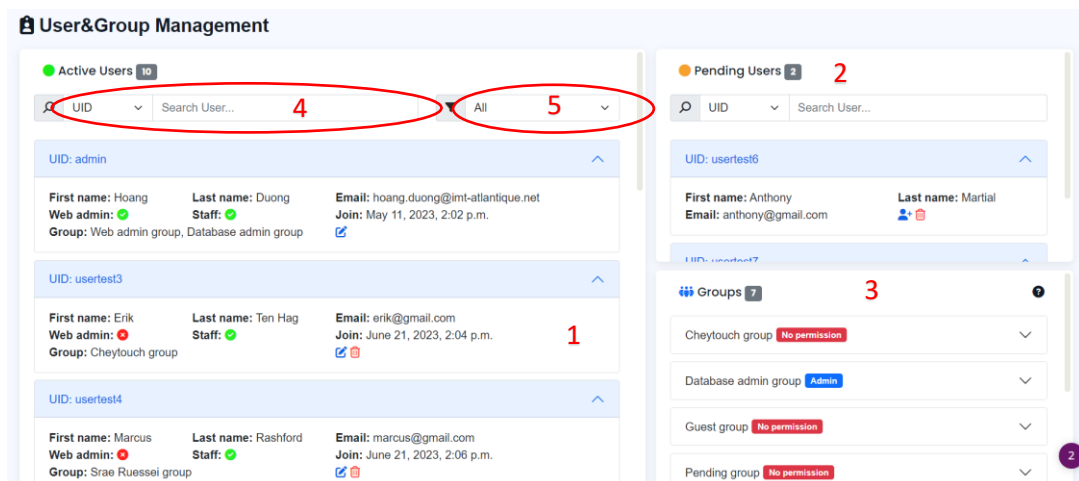 User&Group Management
Active Users 10
UID Search User... 4 All 5
UID: admin
First name: Hoang Last name: Duong Email: hoang.duong@imt-atlantique.net
Web admin: Staff: Join: May 11, 2023, 2:02 p.m.
Group: Web admin group, Database admin group
UID: usertest3
First name: Erik Last name: Ten Hag Email: erik@gmail.com
Web admin: Staff: Join: June 21, 2023, 2:04 p.m. 1
Group: Cheytouch group
UID: usertest4
First name: Marcus Last name: Rashford Email: marcus@gmail.com
Web admin: Staff: Join: June 21, 2023, 2:06 p.m.
Group: Srae Ruessei group
Pending Users 2 2
UID Search User...
UID: usertest6
First name: Anthony Last name: Martial
Email: anthony@gmail.com
UID: usertest7
Groups 7 3 ?
Cheytouch group No permission
Database admin group Admin
Guest group No permission
Pending group No permission
2